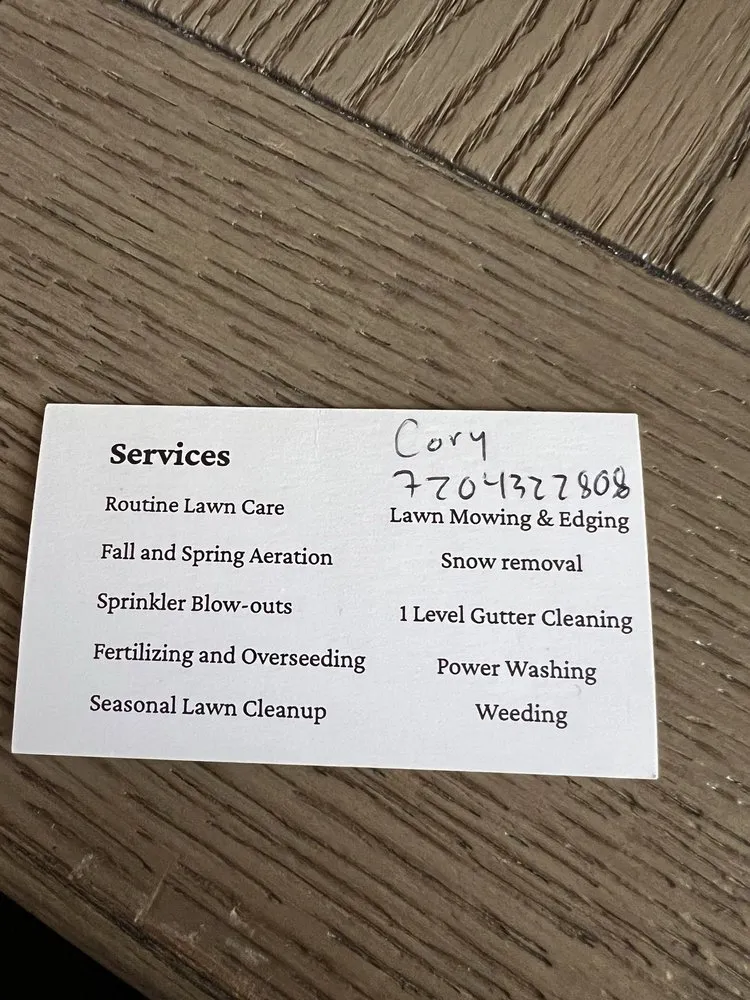 Services
Routine Lawn Care
Fall and Spring Aeration
Sprinkler Blow-outs
Fertilizing and Overseeding
Seasonal Lawn Cleanup
Cory
7204322808
Lawn Mowing & Edging
Snow removal
1 Level Gutter Cleaning
Power Washing
Weeding